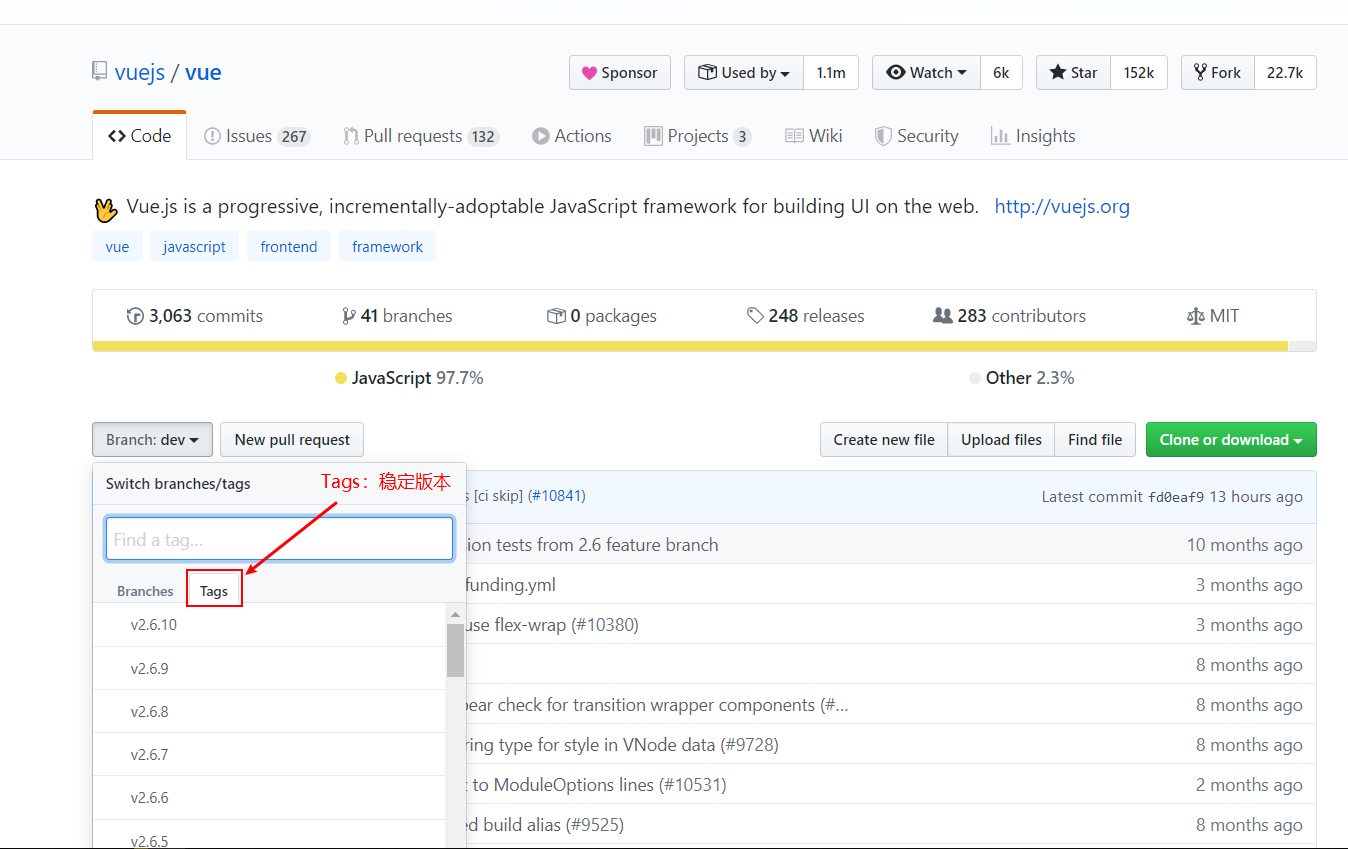 vuejs / vue
Sponsor
Used by 1.1m
Watch 6k
Star 152k
Fork 22.7k
Code
Issues 267
Pull requests 132
Actions
Projects 3
Wiki
Security
Insights
Vue.js is a progressive, incrementally-adoptable JavaScript framework for building UI on the web. http://vuejs.org
vue javascript frontend framework
3,063 commits
41 branches
0 packages
248 releases
283 contributors
MIT
JavaScript 97.7%
Other 2.3%
Branch: dev
New pull request
Create new file
Upload files
Find file
Clone or download
Switch branches/tags
Tags：稳定版本
Find a tag...
Branches
Tags
v2.6.10
v2.6.9
v2.6.8
v2.6.7
v2.6.6
v2.6.5
[ci skip] (#10841)
Latest commit fd0eaf9 13 hours ago
tests from 2.6 feature branch
10 months ago
funding.yml
3 months ago
use flex-wrap (#10380)
3 months ago
8 months ago
check for transition wrapper components (#...
8 months ago
type for style in VNode data (#9728)
8 months ago
to ModuleOptions lines (#10531)
2 months ago
build alias (#9525)
8 months ago